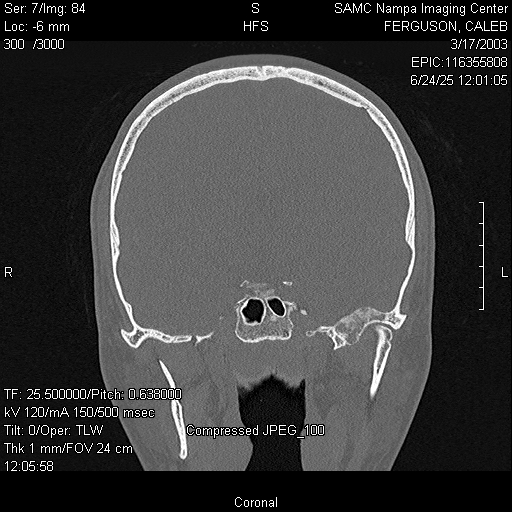 Ser: 7/Img: 84
S
SAMC Nampa Imaging Center
Loc: -6 mm
HFS
FERGUSON, CALEB
300 /3000
3/17/2003
EPIC:116355808
6/24/25 12:01:05
R
L
TF: 25.500000/Pitch: 0.638000
kV 120/mA 150/500 msec
Tilt: 0/Oper: TLW
Compressed JPEG_100
Thk 1 mm/FOV 24 cm
12:05:58
Coronal